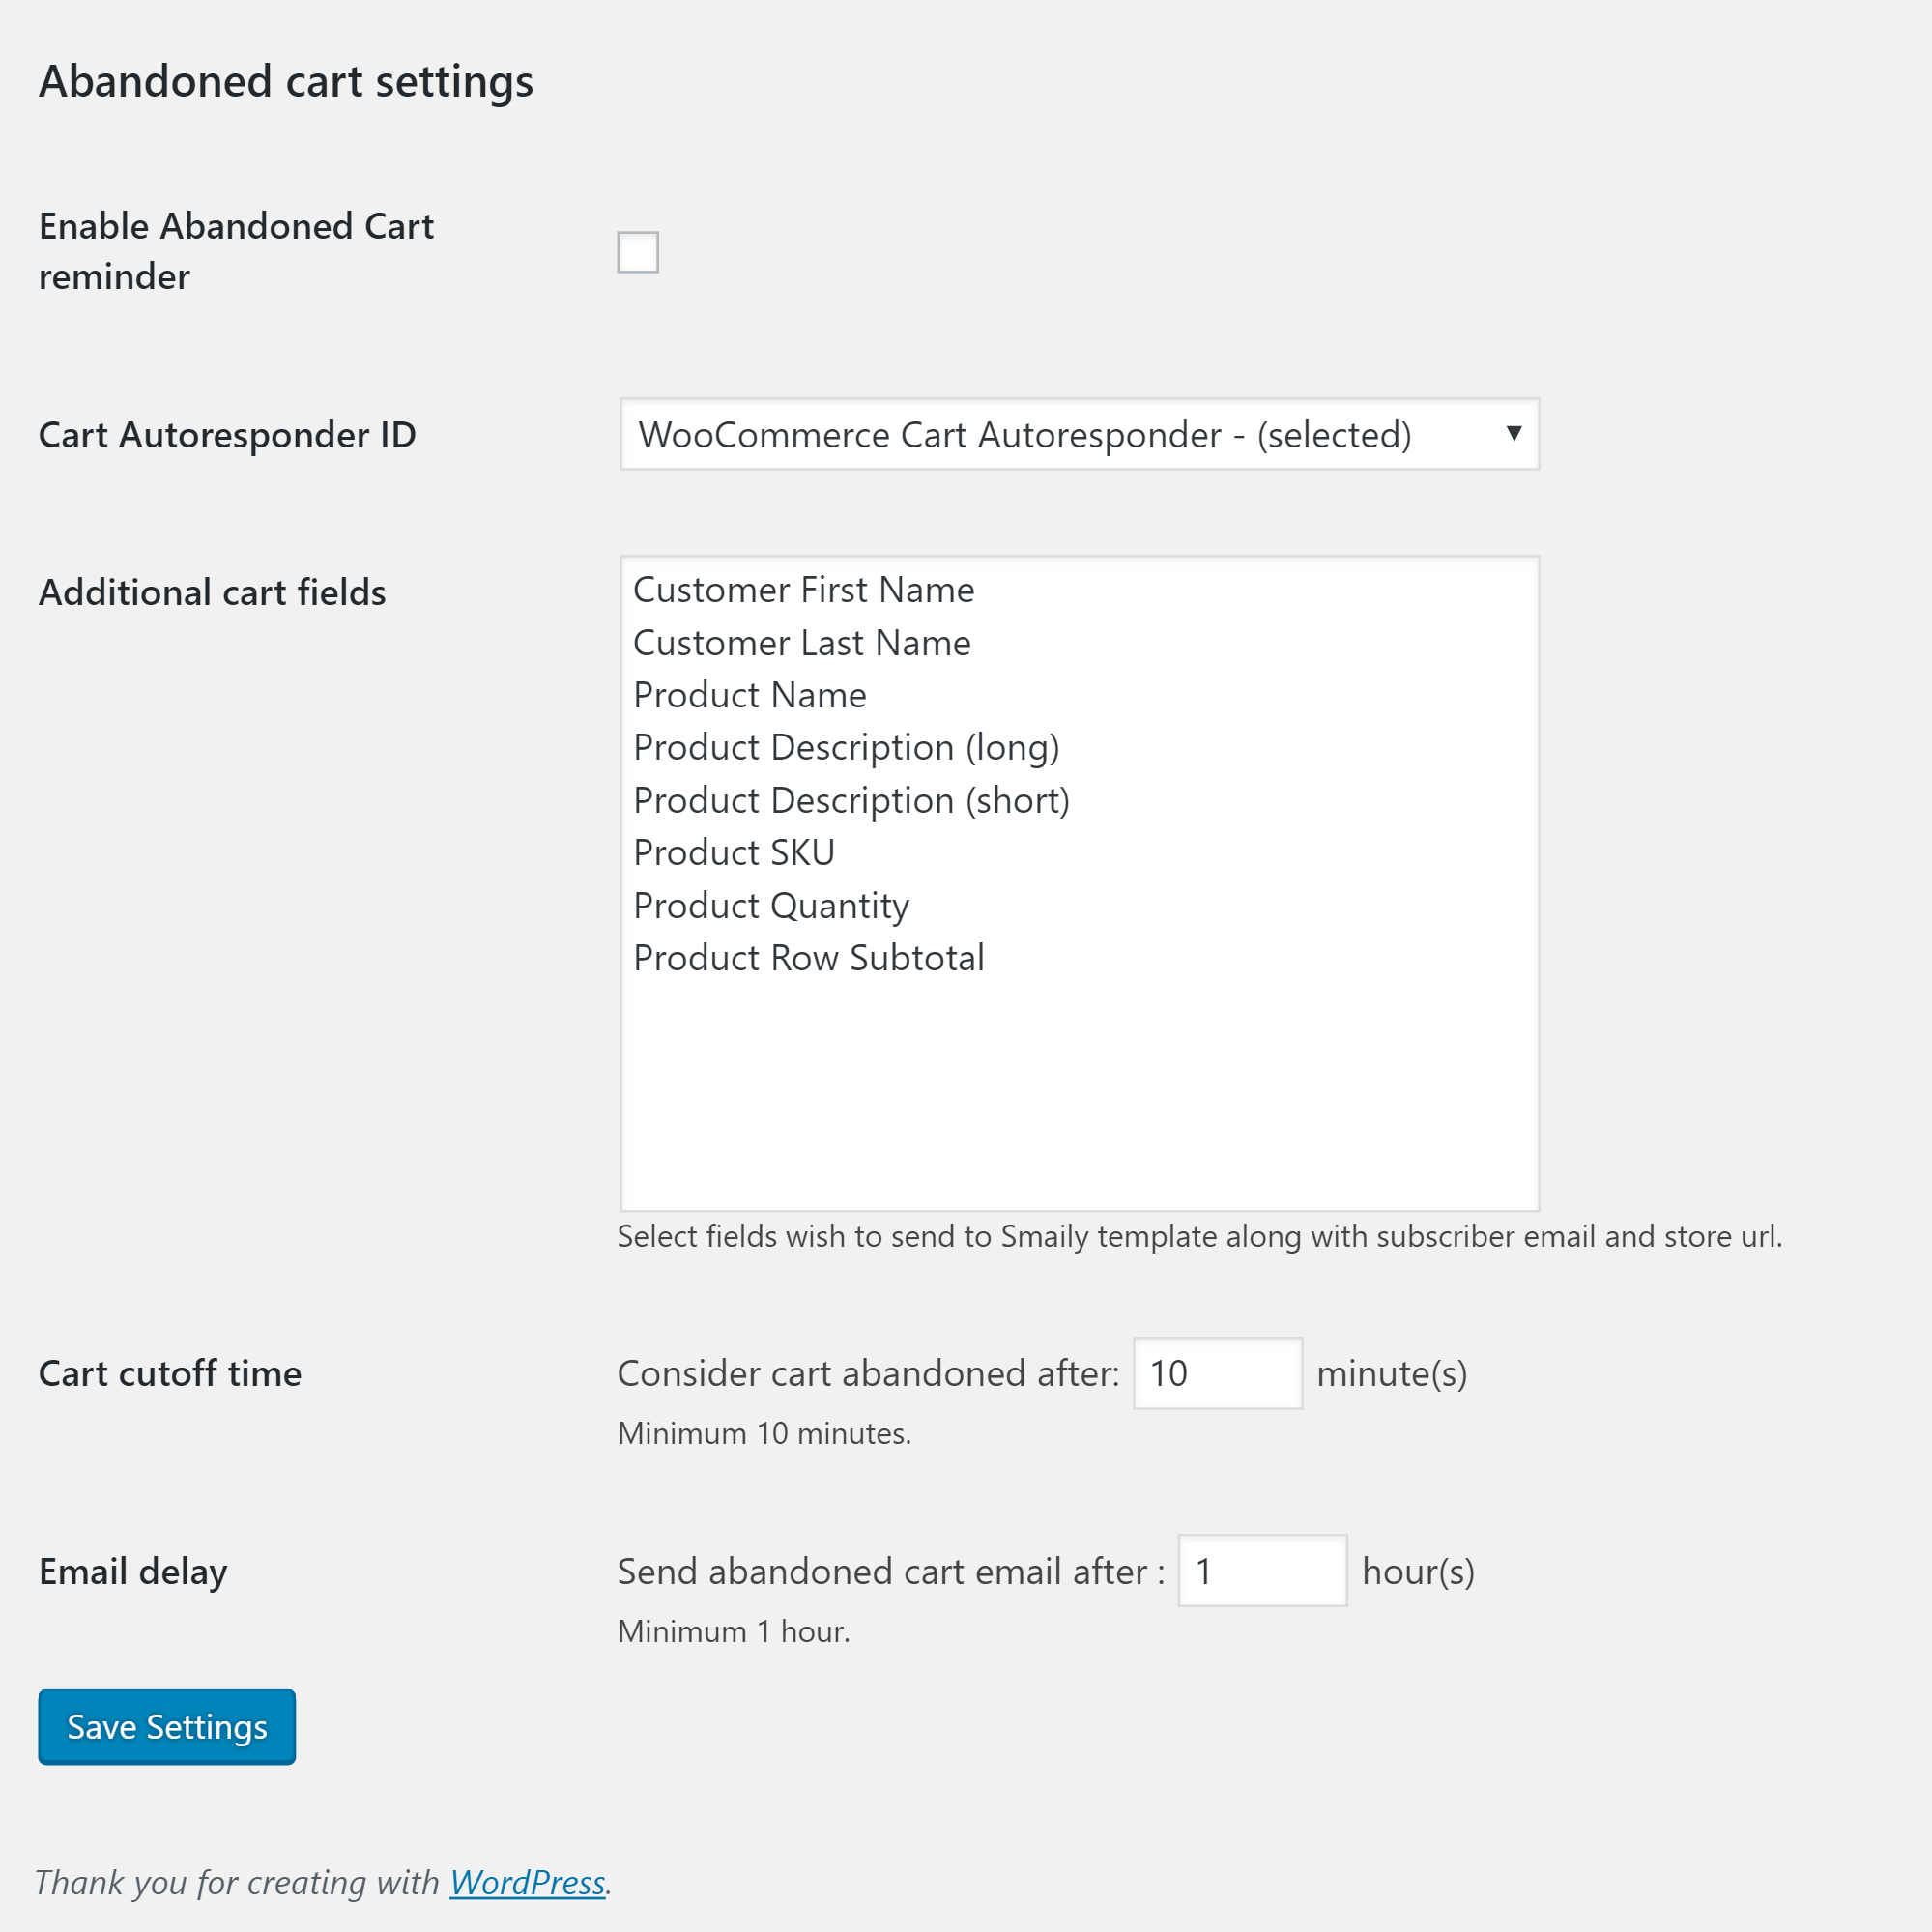 Abandoned cart settings
Enable Abandoned Cart
reminder
Cart Autoresponder ID
WooCommerce Cart Autoresponder - (selected)
Additional cart fields
Customer First Name
Customer Last Name
Product Name
Product Description (long)
Product Description (short)
Product SKU
Product Quantity
Product Row Subtotal
Select fields wish to send to Smaily template along with subscriber email and store url.
Cart cutoff time
Consider cart abandoned after: 10 minute(s)
Minimum 10 minutes.
Email delay
Send abandoned cart email after : 1 hour(s)
Minimum 1 hour.
Save Settings
Thank you for creating with WordPress.